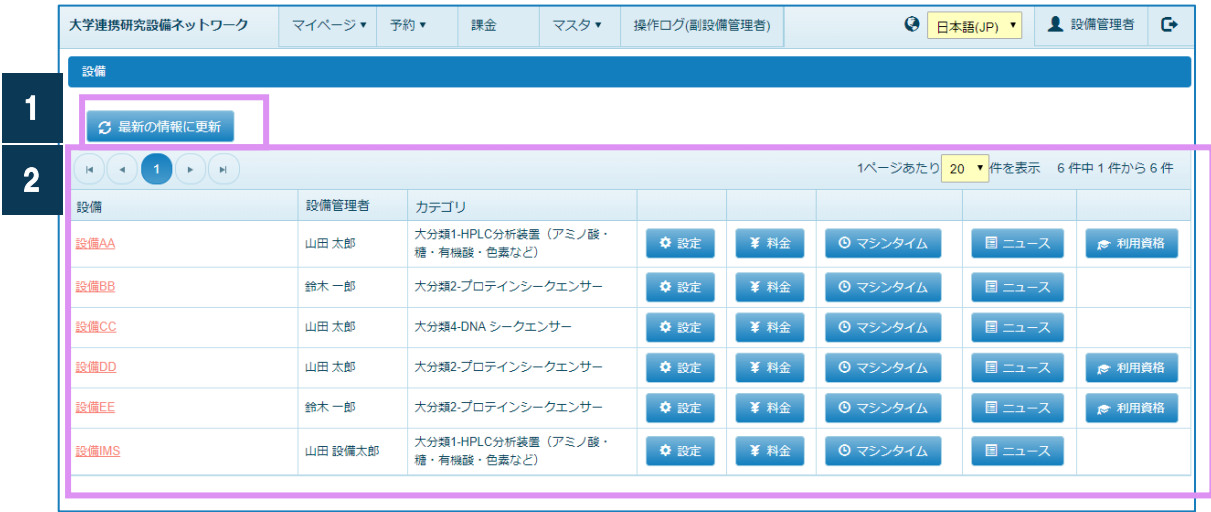 大学連携研究設備ネットワーク マイページ ▾ 予約 ▾ 課金 マスタ ▾ 操作ログ(副設備管理者) 日本語(JP) ▾ 設備管理者
設備
1
最新の情報に更新
2
1 1ページあたり 20 ▾ 件を表示 6 件中 1 件から 6 件
設備 設備管理者 カテゴリ
設備AA 山田 太郎 大分類1-HPLC分析装置（アミノ酸・
糖・有機酸・色素など） 設定 ¥ 料金 マシンタイム ニュース 利用資格
設備BB 鈴木 一郎 大分類2-プロテインシークエンサー 設定 ¥ 料金 マシンタイム ニュース
設備CC 山田 太郎 大分類4-DNA シークエンサー 設定 ¥ 料金 マシンタイム ニュース
設備DD 山田 太郎 大分類2-プロテインシークエンサー 設定 ¥ 料金 マシンタイム ニュース 利用資格
設備EE 鈴木 一郎 大分類2-プロテインシークエンサー 設定 ¥ 料金 マシンタイム ニュース 利用資格
設備IMS 山田 設備太郎 大分類1-HPLC分析装置（アミノ酸・
糖・有機酸・色素など） 設定 ¥ 料金 マシンタイム ニュース